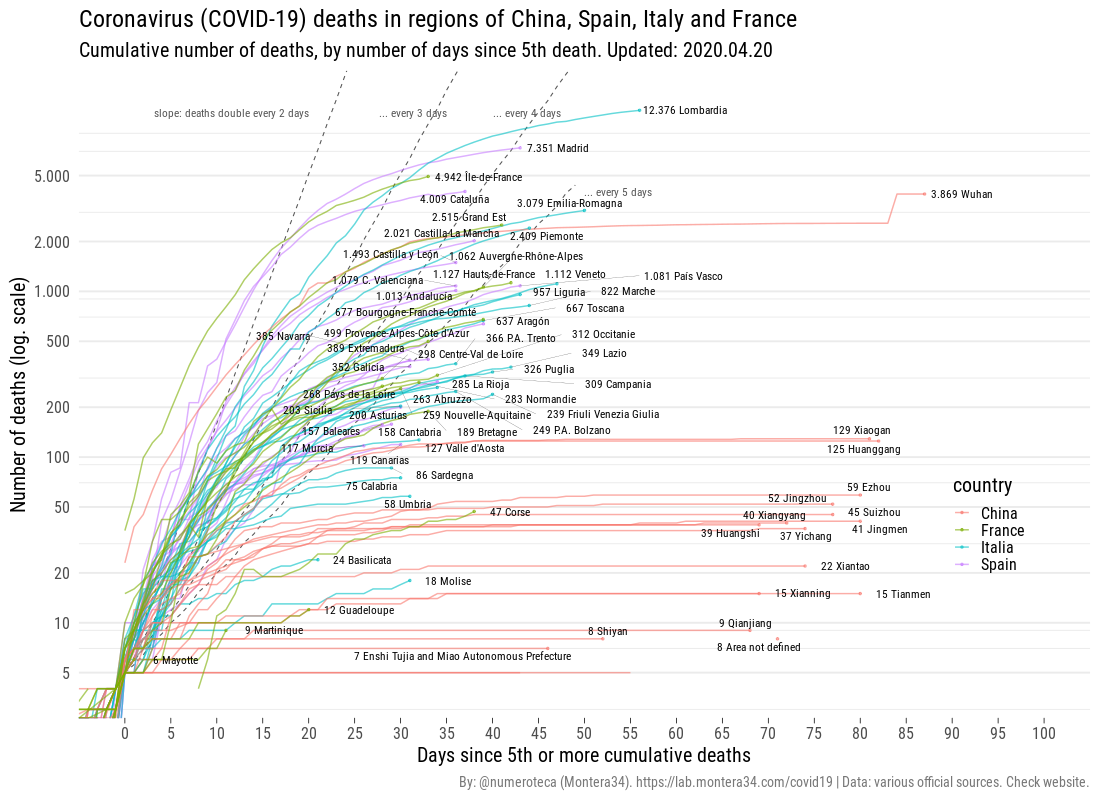 Coronavirus (COVID-19) deaths in regions of China, Spain, Italy and France
Cumulative number of deaths, by number of days since 5th death. Updated: 2020.04.20
slope: deaths double every 2 days
... every 3 days
... every 4 days
... every 5 days
12.376 Lombardia
7.351 Madrid
4.942 Île-de-France
4.009 Cataluña
3.869 Wuhan
3.079 Emilia-Romagna
2.515 Grand Est
2.021 Castilla-La Mancha
2.409 Piemonte
1.493 Castilla y León
1.062 Auvergne-Rhône-Alpes
1.079 C. Valenciana
1.127 Hauts-de-France
1.112 Veneto
1.081 País Vasco
1.013 Andalucía
957 Liguria
822 Marche
677 Bourgogne-Franche-Comté
667 Toscana
637 Aragón
385 Navarra
499 Provence-Alpes-Côte d'Azur
366 P.A. Trento
312 Occitanie
389 Extremadura
298 Centre-Val de Loire
349 Lazio
352 Galicia
326 Puglia
285 La Rioja
309 Campania
268 Pays de la Loire
263 Abruzzo
283 Normandie
203 Sicilia
200 Asturias
259 Nouvelle-Aquitaine
239 Friuli Venezia Giulia
157 Baleares
158 Cantabria
189 Bretagne
249 P.A. Bolzano
129 Xiaogan
117 Murcia
127 Valle d'Aosta
125 Huanggang
119 Canarias
86 Sardegna
75 Calabria
59 Ezhou
58 Umbria
52 Jingzhou
47 Corse
40 Xiangyang
45 Suizhou
39 Huangshi
37 Yichang
41 Jingmen
24 Basilicata
22 Xiantao
18 Molise
15 Xianning
15 Tianmen
12 Guadeloupe
9 Martinique
8 Shiyan
9 Qianjiang
8 Area not defined
6 Mayotte
7 Enshi Tujia and Miao Autonomous Prefecture
country
China
France
Italia
Spain
Number of deaths (log. scale)
5.000
2.000
1.000
500
200
100
50
20
10
5
0 5 10 15 20 25 30 35 40 45 50 55 60 65 70 75 80 85 90 95 100
Days since 5th or more cumulative deaths
By: @numeroteca (Montera34). https://lab.montera34.com/covid19 | Data: various official sources. Check website.